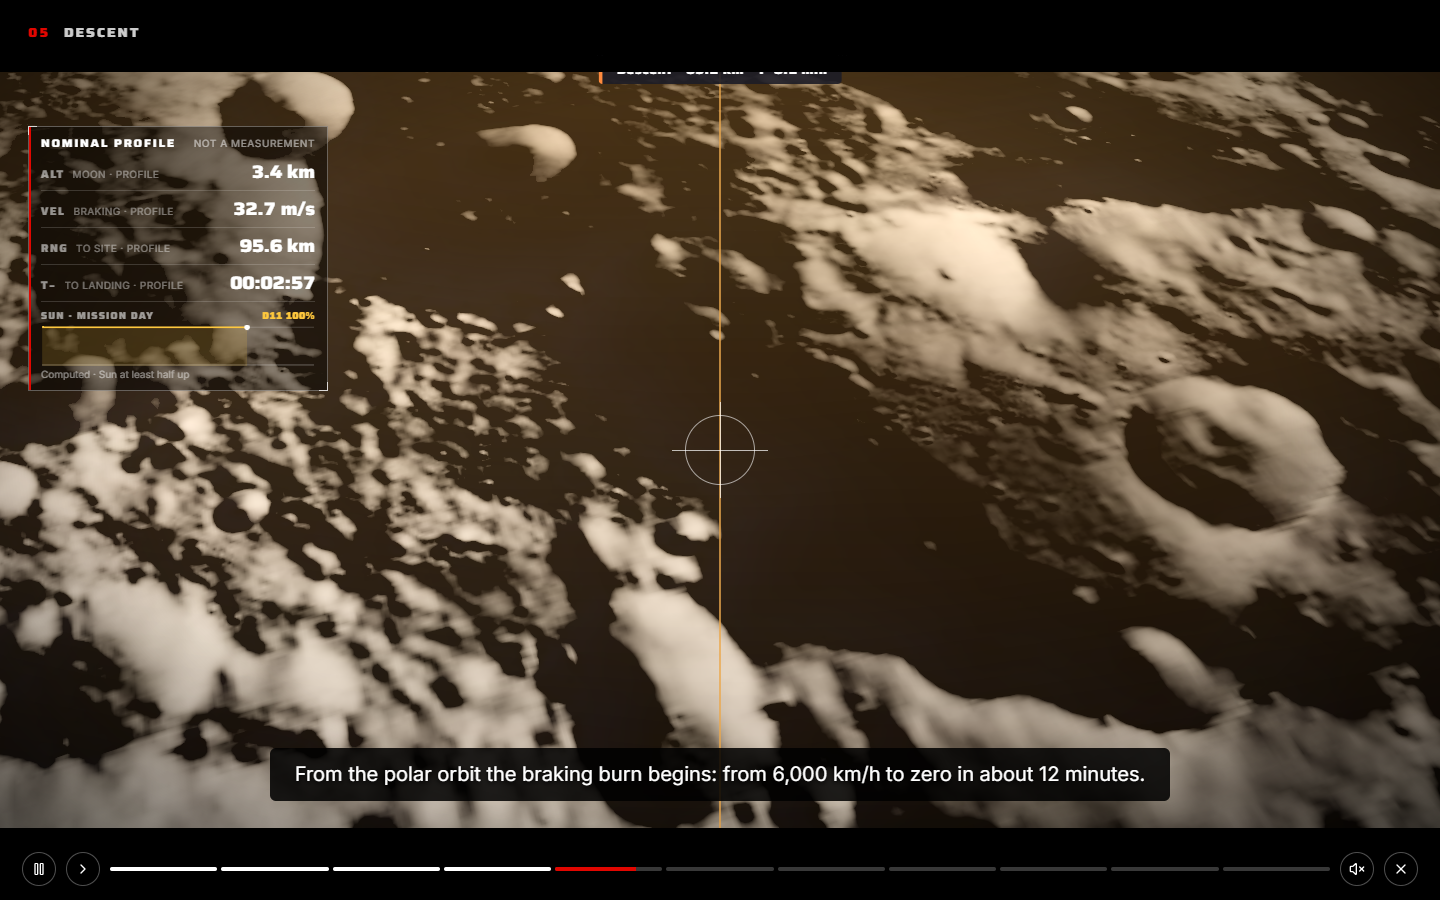 05 DESCENT
NOMINAL PROFILE NOT A MEASUREMENT
ALT MOON · PROFILE 3.4 km
VEL BRAKING · PROFILE 32.7 m/s
RNG TO SITE · PROFILE 95.6 km
T- TO LANDING · PROFILE 00:02:57
SUN · MISSION DAY D11 100%
Computed · Sun at least half up
From the polar orbit the braking burn begins: from 6,000 km/h to zero in about 12 minutes.